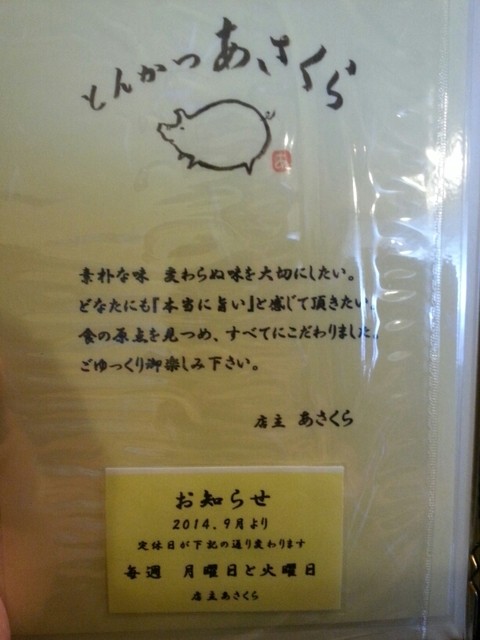 とんかつ あさくら
素朴な味 変わらぬ味を大切にしたい。
どなたにも『本当に旨い』と感じて頂きたい。
食の原点を見つめ、すべてにこだわりました。
ごゆっくり御楽しみ下さい。
店主 あさくら
お知らせ
2014.9月より
定休日が下記の通り変わります
毎週 月曜日と火曜日
店主あさくら